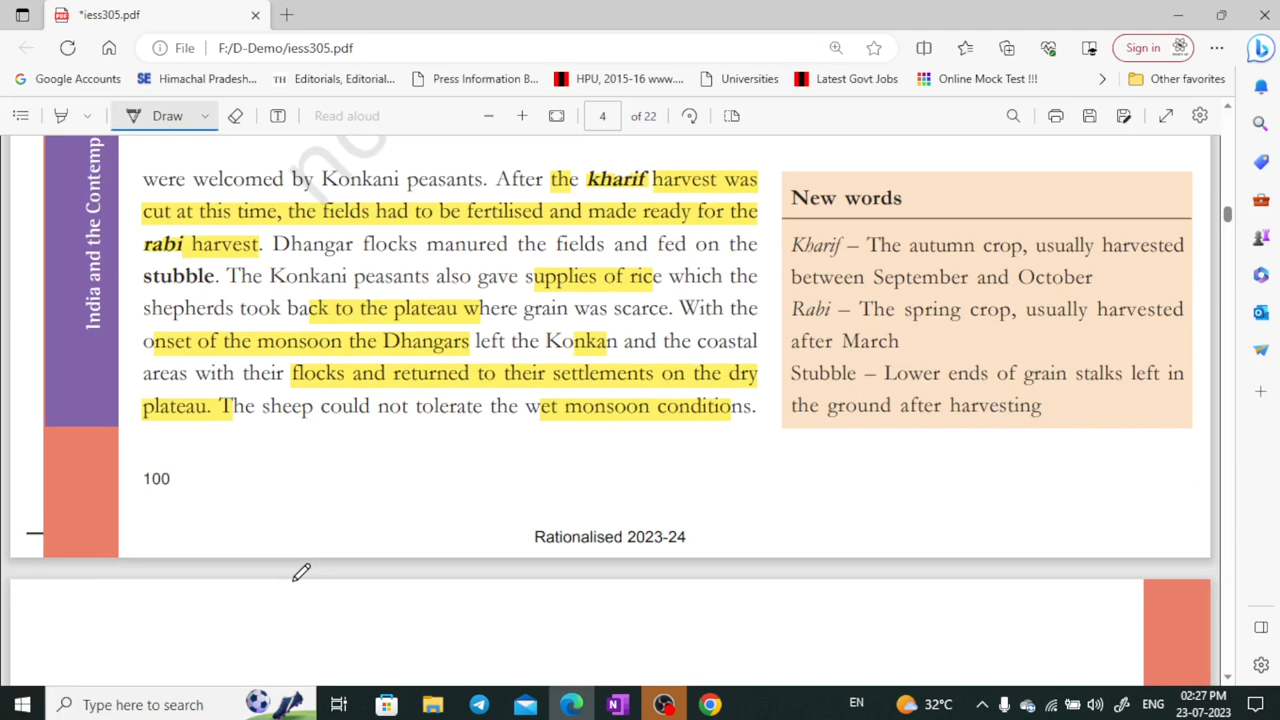 *iess305.pdf
File F:/D-Demo/iess305.pdf Sign in
Google Accounts SE Himachal Pradesh... TH Editorials, Editorial... Press Information B... HPU, 2015-16 www.... Universities Latest Govt Jobs Online Mock Test !!! Other favorites
Draw Read aloud 4 of 22
India and the Contemp
were welcomed by Konkani peasants. After the kharif harvest was
cut at this time, the fields had to be fertilised and made ready for the
rabi harvest. Dhangar flocks manured the fields and fed on the
stubble. The Konkani peasants also gave supplies of rice which the
shepherds took back to the plateau where grain was scarce. With the
onset of the monsoon the Dhangars left the Konkan and the coastal
areas with their flocks and returned to their settlements on the dry
plateau. The sheep could not tolerate the wet monsoon conditions.
New words
Kharif – The autumn crop, usually harvested
between September and October
Rabi – The spring crop, usually harvested
after March
Stubble – Lower ends of grain stalks left in
the ground after harvesting
100
Rationalised 2023-24
Type here to search EN 32°C ENG 02:27 PM
23-07-2023